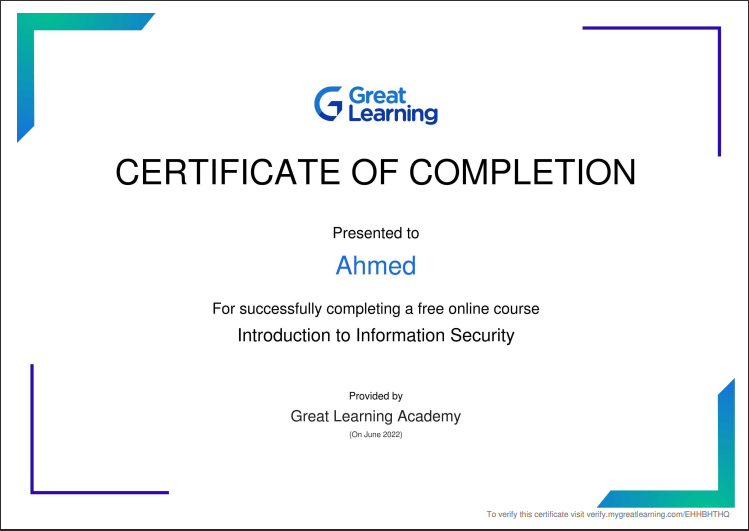 Great
Learning
CERTIFICATE OF COMPLETION
Presented to
Ahmed
For successfully completing a free online course
Introduction to Information Security
Provided by
Great Learning Academy
(On June 2022)
To verify this certificate visit verify.mygreatlearning.com/EHHBHTHQ